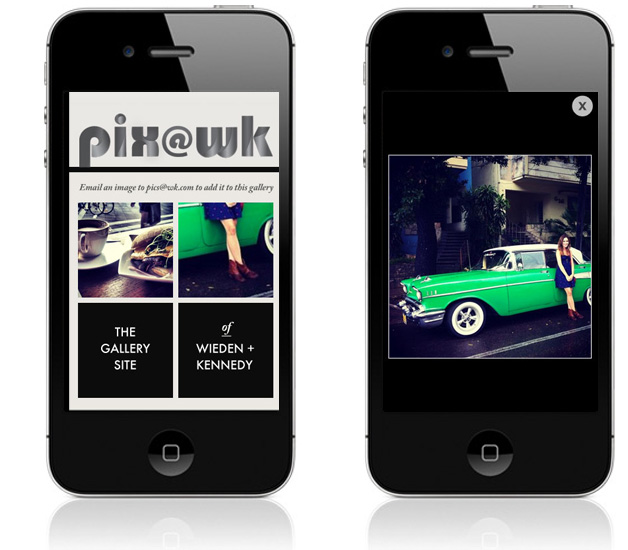 pix@wk
Email an image to pics@wk.com to add it to this gallery
THE
GALLERY
SITE
of
WIEDEN +
KENNEDY
X